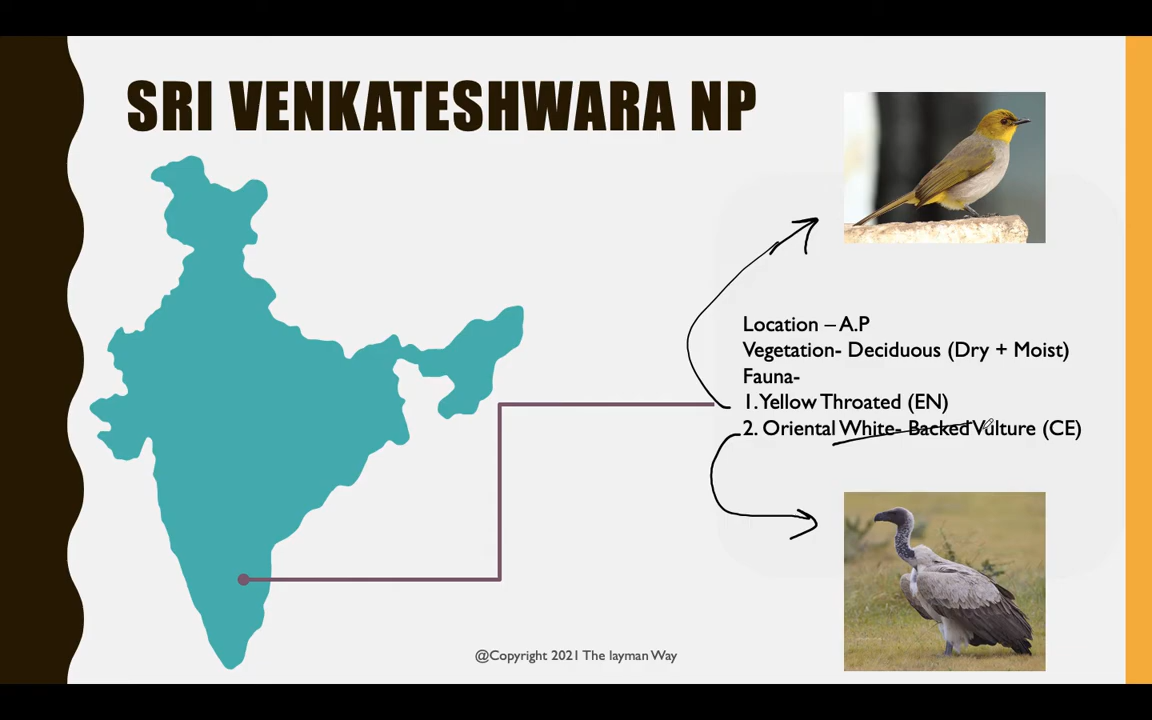 SRI VENKATESHWARA NP
Location – A.P
Vegetation- Deciduous (Dry + Moist)
Fauna-
1. Yellow Throated (EN)
2. Oriental White- Backed Vulture (CE)
@Copyright 2021 The layman Way